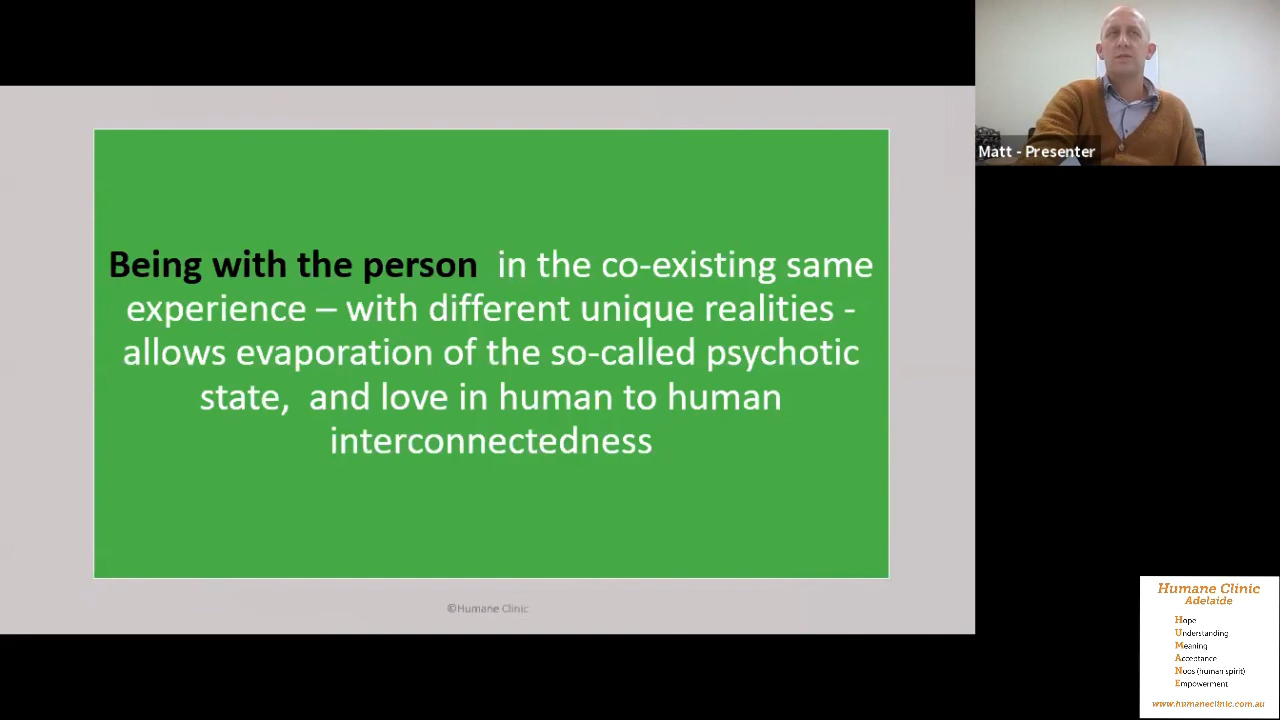 Being with the person in the co-existing same
experience – with different unique realities -
allows evaporation of the so-called psychotic
state, and love in human to human
interconnectedness
©Humane Clinic
Matt - Presenter
Humane Clinic
Adelaide
Hope
Understanding
Meaning
Acceptance
Noos (human spirit)
Empowerment
www.humaneclinic.com.au